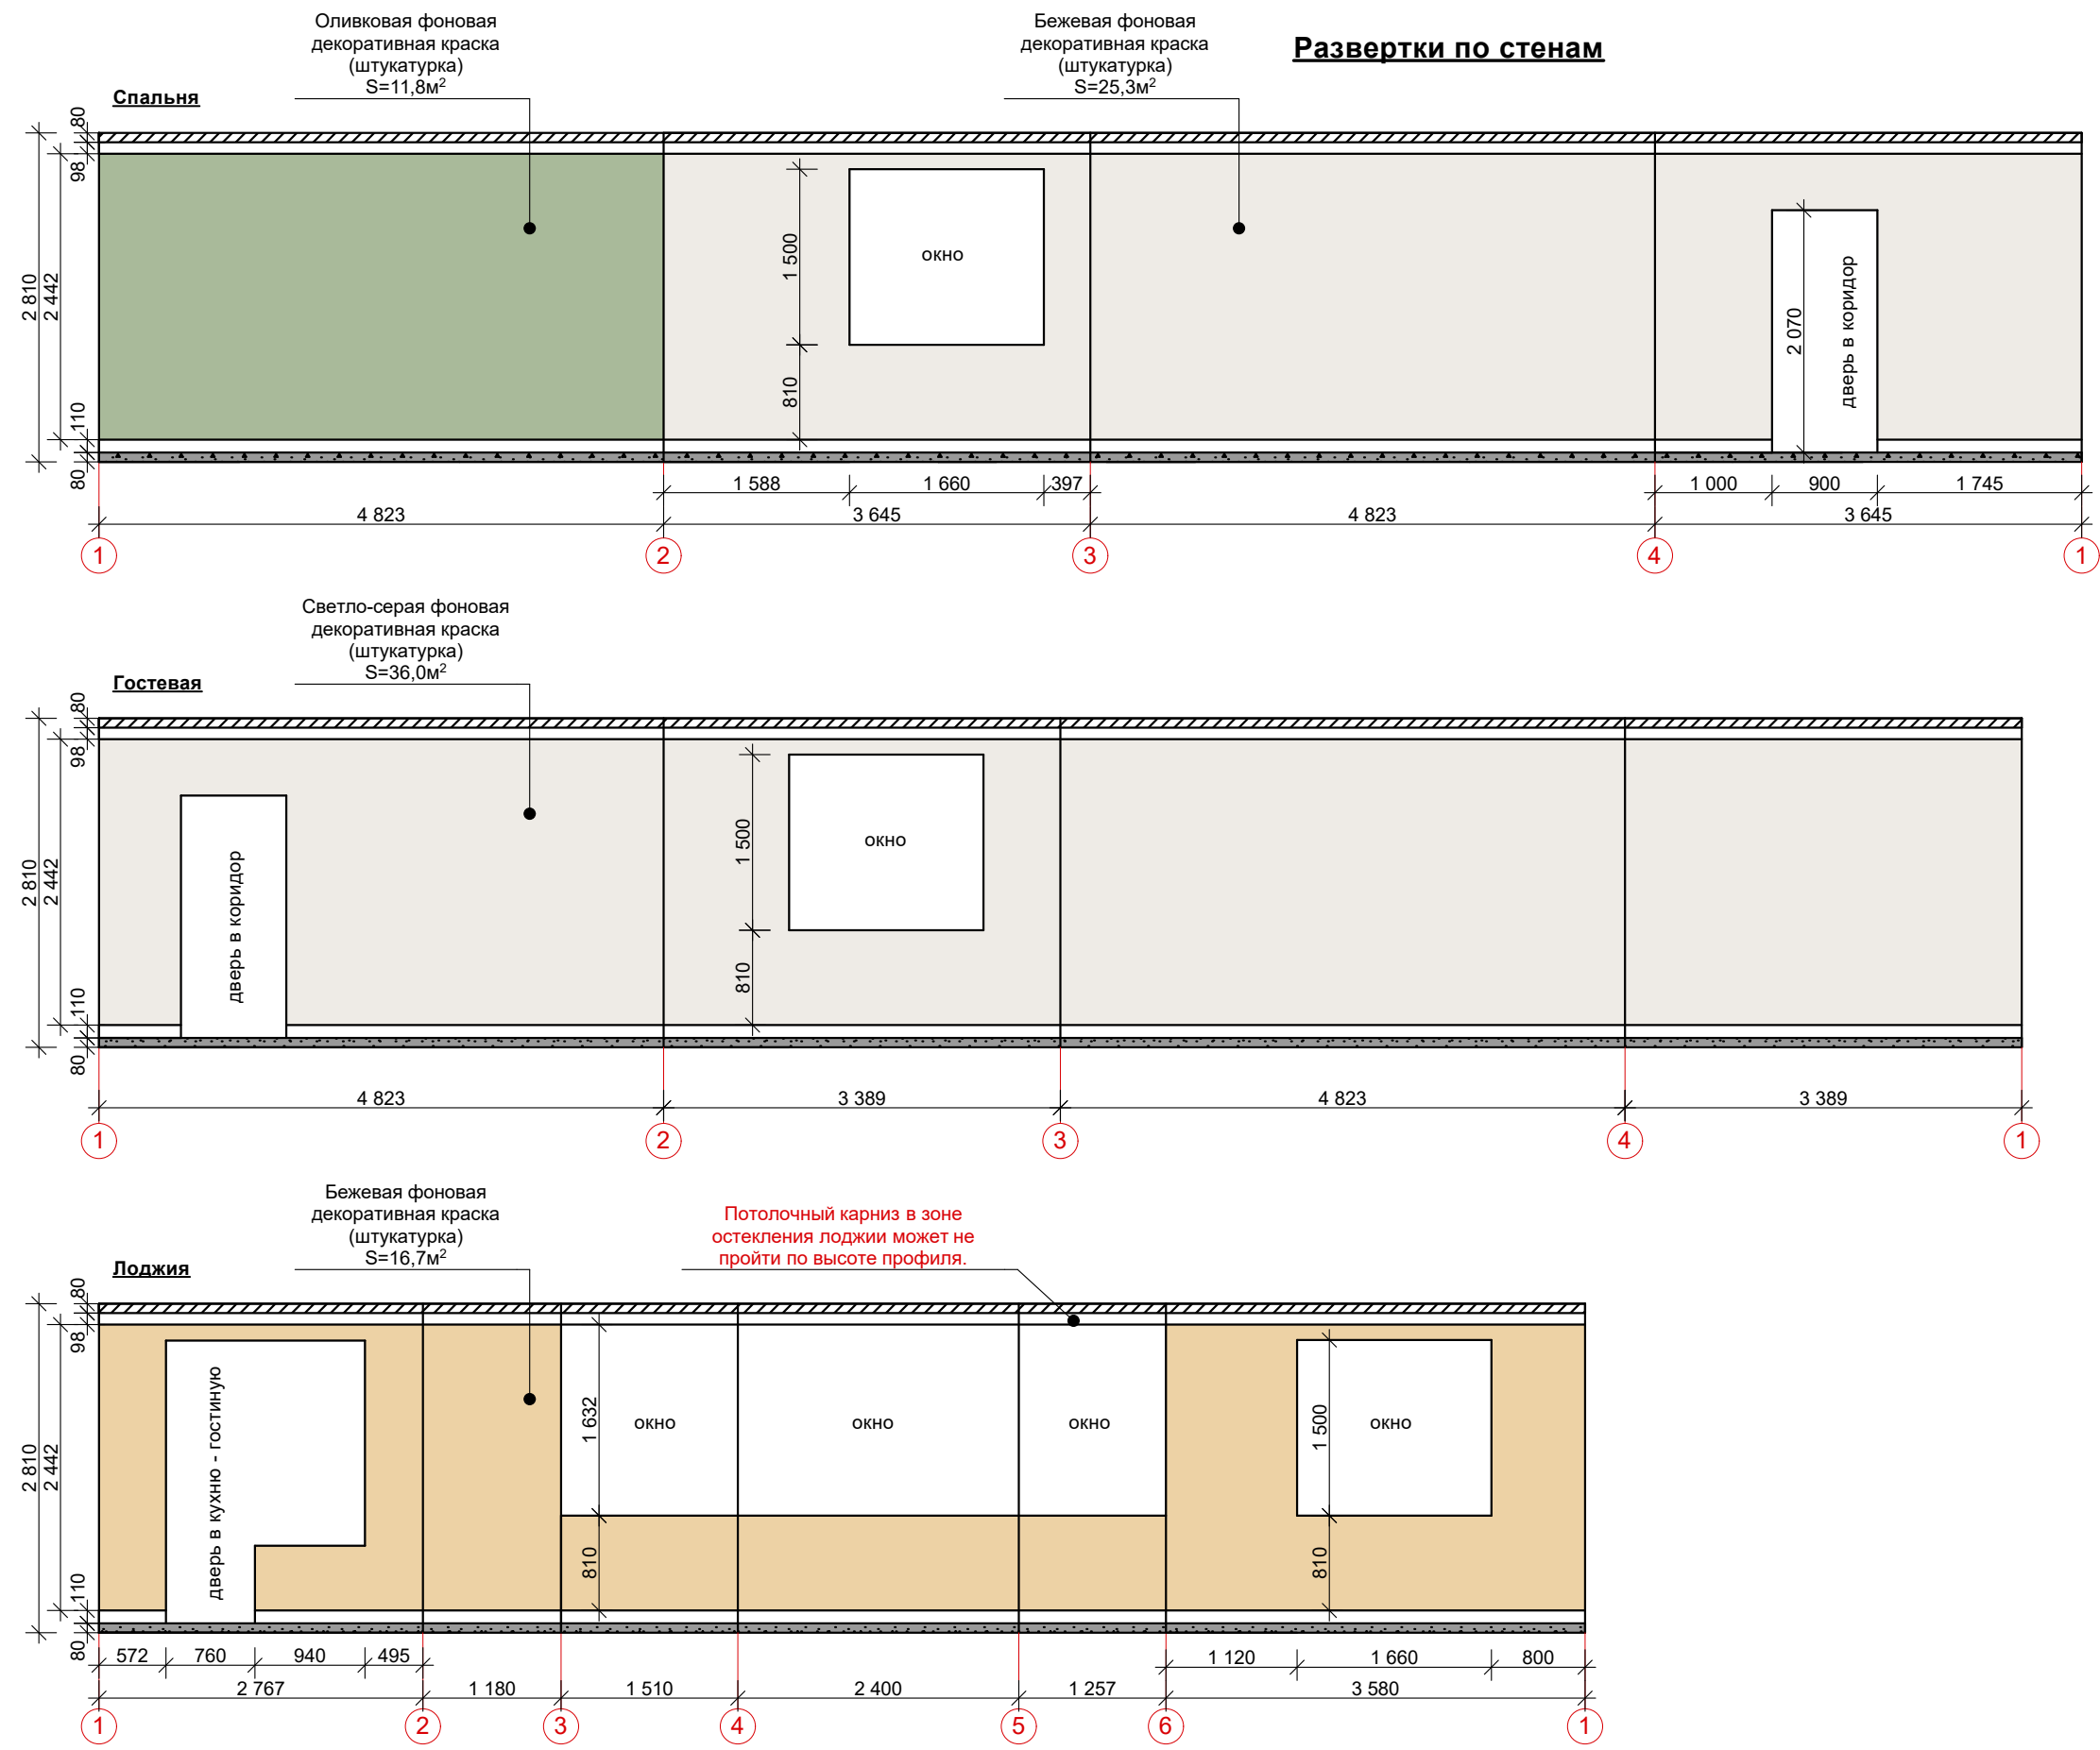 Развертки по стенам
Оливковая фоновая
декоративная краска
(штукатурка)
S=11,8м²
Бежевая фоновая
декоративная краска
(штукатурка)
S=25,3м²
Спальня
80
98
2 810
2 442
110
80
1 500
810
окно
2 070
дверь в коридор
1 588
1 660
397
1 000
900
1 745
4 823
3 645
4 823
3 645
1
2
3
4
1
Светло-серая фоновая
декоративная краска
(штукатурка)
S=36,0м²
Гостевая
80
98
2 810
2 442
110
80
дверь в коридор
1 500
810
окно
4 823
3 389
4 823
3 389
1
2
3
4
1
Бежевая фоновая
декоративная краска
(штукатурка)
S=16,7м²
Потолочный карниз в зоне
остекления лоджии может не
пройти по высоте профиля.
Лоджия
80
98
2 810
2 442
110
80
дверь в кухню - гостиную
1 632
810
окно
окно
окно
1 500
810
окно
572
760
940
495
1 120
1 660
800
2 767
1 180
1 510
2 400
1 257
3 580
1
2
3
4
5
6
1